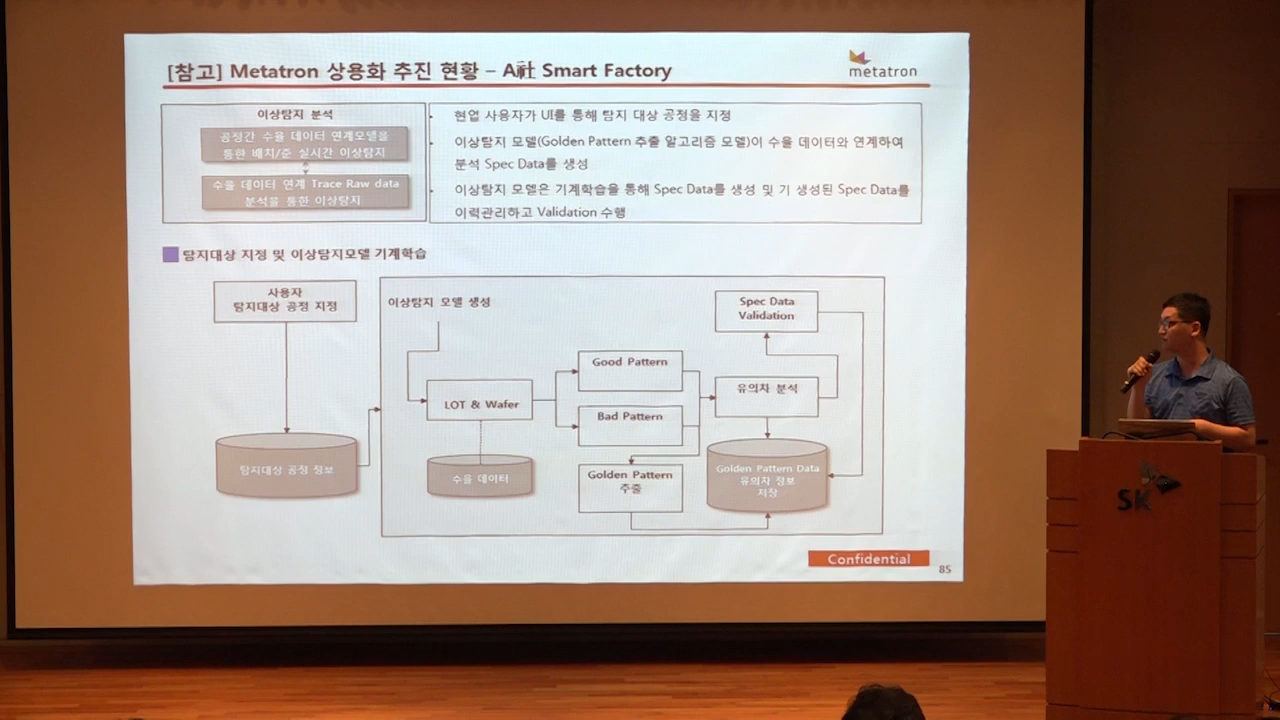 [참고] Metatron 상용화 추진 현황 – A社 Smart Factory
metatron
이상탐지 분석
공정간 수율 데이터 연계모델을
통한 배치/준 실시간 이상탐지
수율 데이터 연계 Trace Raw data
분석을 통한 이상탐지
현업 사용자가 UI를 통해 탐지 대상 공정을 지정
이상탐지 모델(Golden Pattern 추출 알고리즘 모델)이 수율 데이터와 연계하여
분석 Spec Data를 생성
이상탐지 모델은 기계학습을 통해 Spec Data를 생성 및 기 생성된 Spec Data를
이력관리하고 Validation 수행
탐지대상 지정 및 이상탐지모델 기계학습
사용자
탐지대상 공정 지정
탐지대상 공정 정보
이상탐지 모델 생성
LOT & Wafer
수율 데이터
Good Pattern
Bad Pattern
Golden Pattern
추출
Spec Data
Validation
유의차 분석
Golden Pattern Data
유의차 정보
저장
Confidential
85
SK